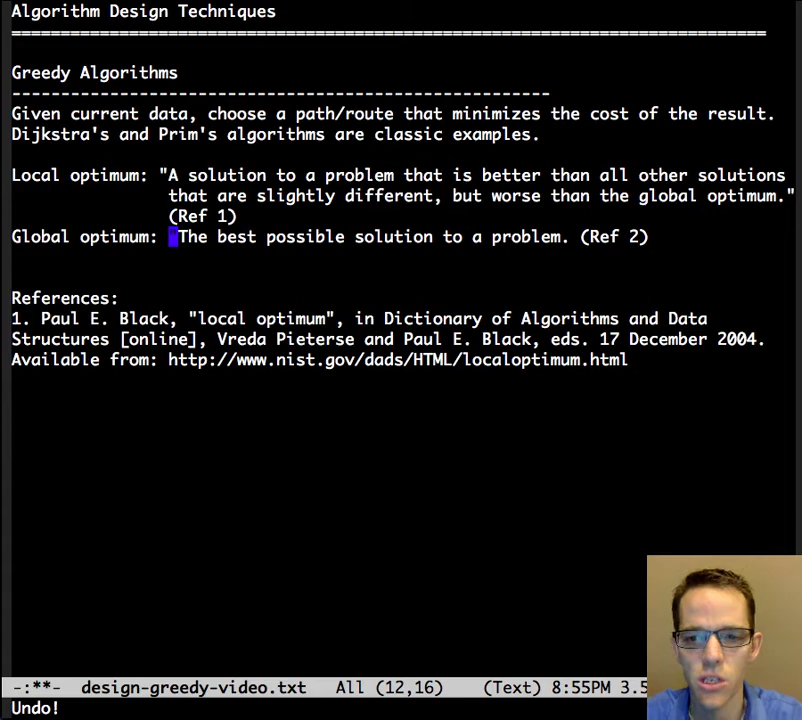 Algorithm Design Techniques
=============================================================================
Greedy Algorithms
-------------------------------------------------------
Given current data, choose a path/route that minimizes the cost of the result.
Dijkstra's and Prim's algorithms are classic examples.
Local optimum: "A solution to a problem that is better than all other solutions
that are slightly different, but worse than the global optimum."
(Ref 1)
Global optimum: "The best possible solution to a problem. (Ref 2)
References:
1. Paul E. Black, "local optimum", in Dictionary of Algorithms and Data
Structures [online], Vreda Pieterse and Paul E. Black, eds. 17 December 2004.
Available from: http://www.nist.gov/dads/HTML/localoptimum.html
-:**-  design-greedy-video.txt   All (12,16)    (Text) 8:55PM 3.5
Undo!